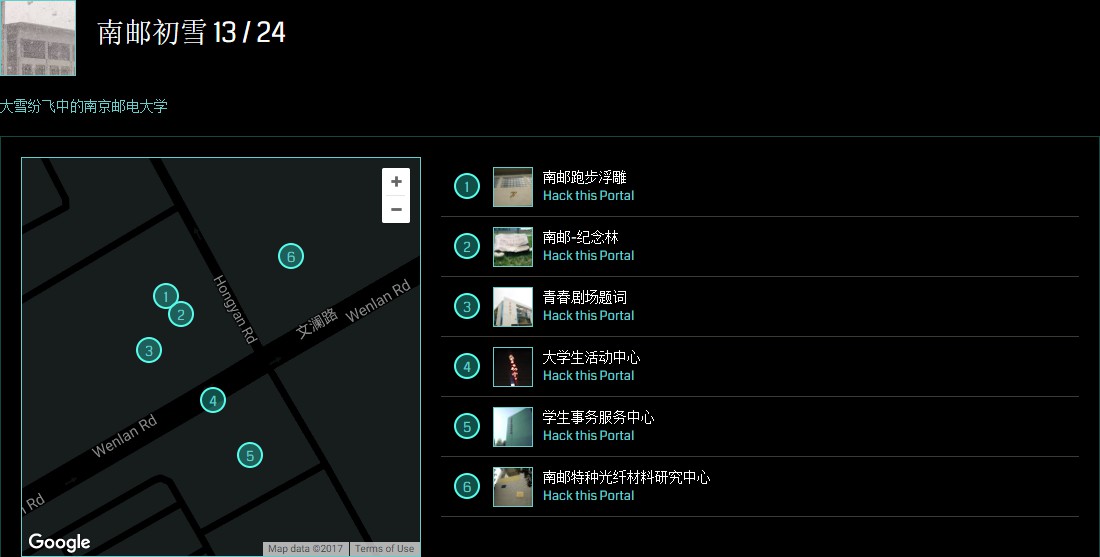 南邮初雪 13 / 24
大雪纷飞中的南京邮电大学
+
−
6
1
2
3
4
5
Hongyan Rd
文澜路
Wenlan Rd
Wenlan Rd
Rd
Google
Map data ©2017
Terms of Use
1
南邮跑步浮雕
Hack this Portal
2
南邮-纪念林
Hack this Portal
3
青春剧场题词
Hack this Portal
4
大学生活动中心
Hack this Portal
5
学生事务服务中心
Hack this Portal
6
南邮特种光纤材料研究中心
Hack this Portal